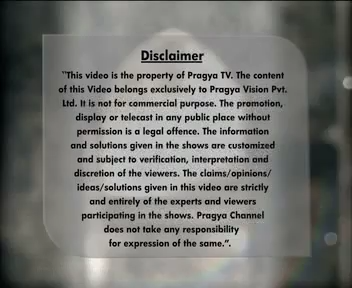 Disclaimer
"This video is the property of Pragya TV. The content
of this Video belongs exclusively to Pragya Vision Pvt.
Ltd. It is not for commercial purpose. The promotion,
display or telecast in any public place without
permission is a legal offence. The information
and solutions given in the shows are customized
and subject to verification, interpretation and
discretion of the viewers. The claims/opinions/
ideas/solutions given in this video are strictly
and entirely of the experts and viewers
participating in the shows. Pragya Channel
does not take any responsibility
for expression of the same.”.